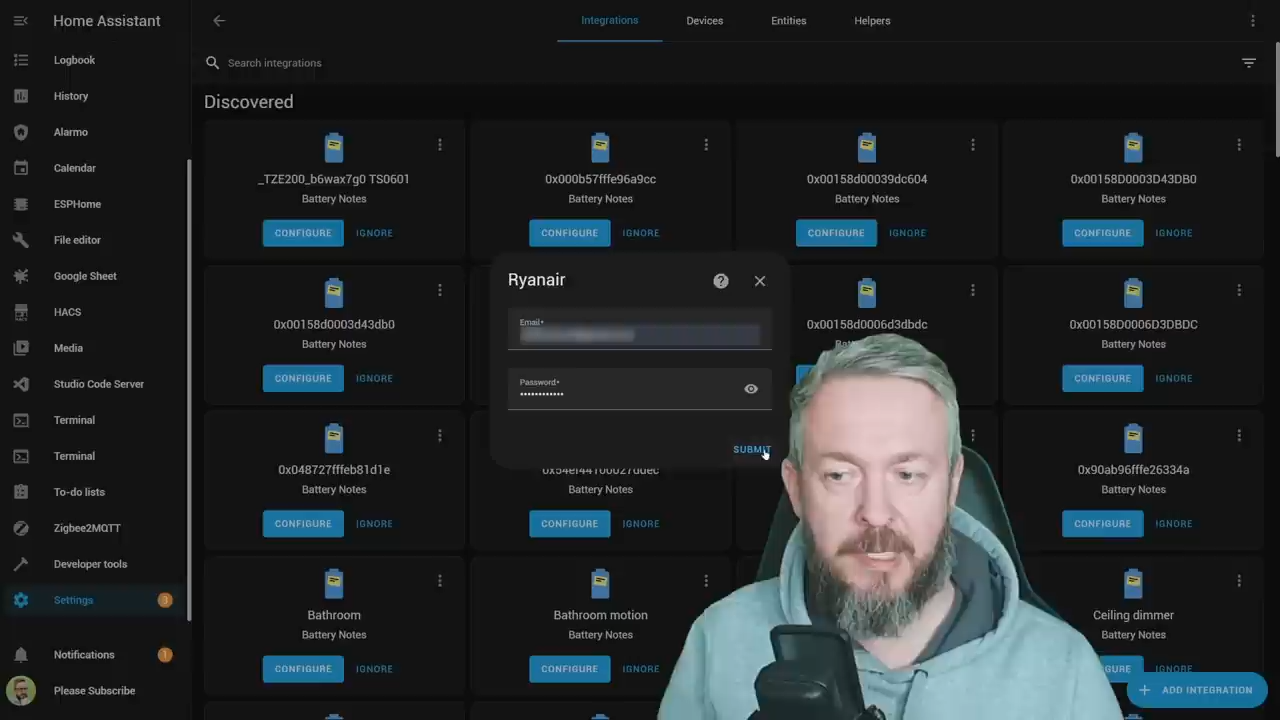 Home Assistant
Integrations
Devices
Entities
Helpers
Logbook
History
Alarmo
Calendar
ESPHome
File editor
Google Sheet
HACS
HACS
Media
Studio Code Server
Terminal
Terminal
To-do lists
Zigbee2MQTT
Developer tools
Settings 3
Notifications 1
Please Subscribe
Search integrations
Discovered
_TZE200_b6wax7g0 TS0601
Battery Notes
CONFIGURE IGNORE
0x000b57fffe96a9cc
Battery Notes
CONFIGURE IGNORE
0x00158d00039dc604
Battery Notes
CONFIGURE IGNORE
0x00158D0003D43DB0
Battery Notes
CONFIGURE IGNORE
0x00158d0003d43db0
Battery Notes
CONFIGURE IGNORE
Ryanair
Email*
Password*
••••••••••••
SUBMIT
0x00158d0006d3dbdc
0x00158D0006D3DBDC
Battery Notes
CONFIGURE IGNORE
0x048727fffeb81d1e
Battery Notes
CONFIGURE IGNORE
Battery Notes
CONFIGURE IGNORE
0x90ab96fffe26334a
Battery Notes
CONFIGURE IGNORE
Bathroom
Battery Notes
CONFIGURE IGNORE
Bathroom motion
Battery Notes
CONFIGURE IGNORE
Ceiling dimmer
Battery Notes
IGNORE
ADD INTEGRATION